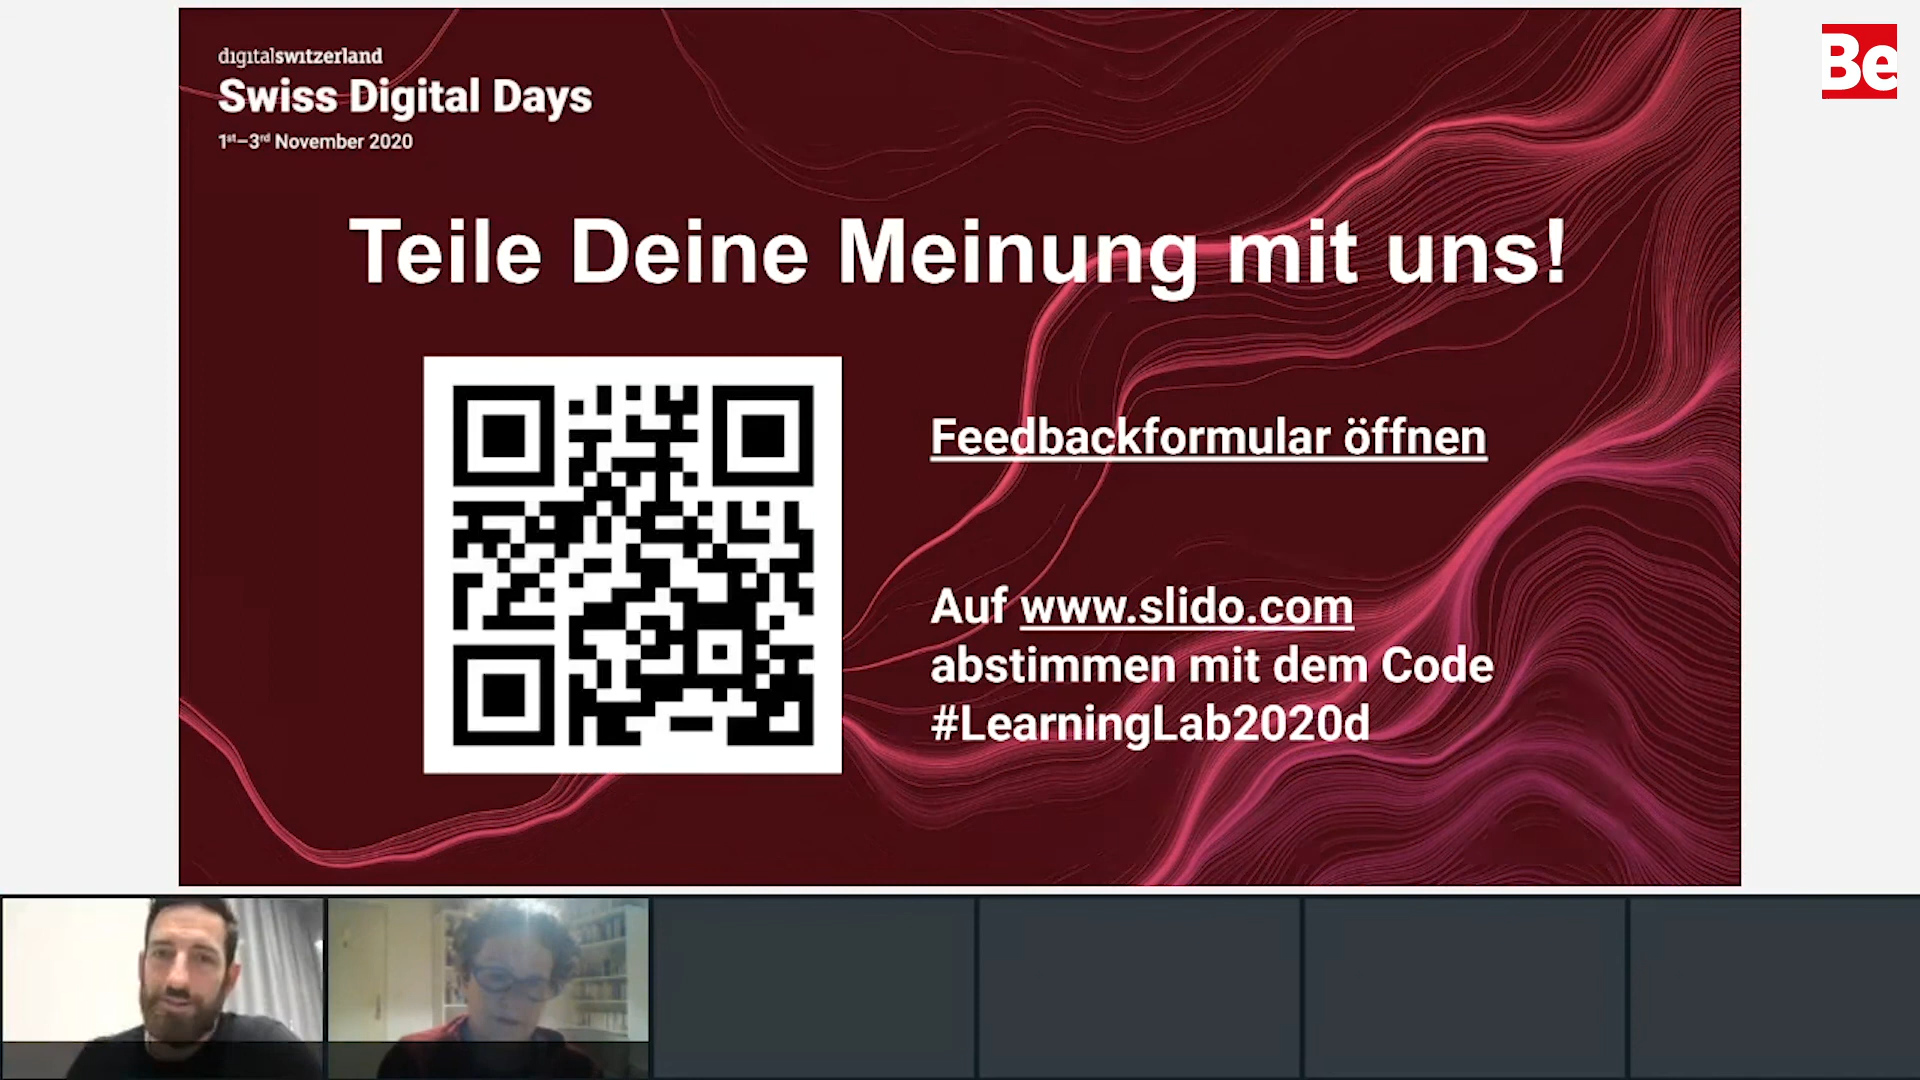 digitalswitzerland
Swiss Digital Days
1st–3rd November 2020
Be
Teile Deine Meinung mit uns!
Feedbackformular öffnen
Auf www.slido.com
abstimmen mit dem Code
#LearningLab2020d